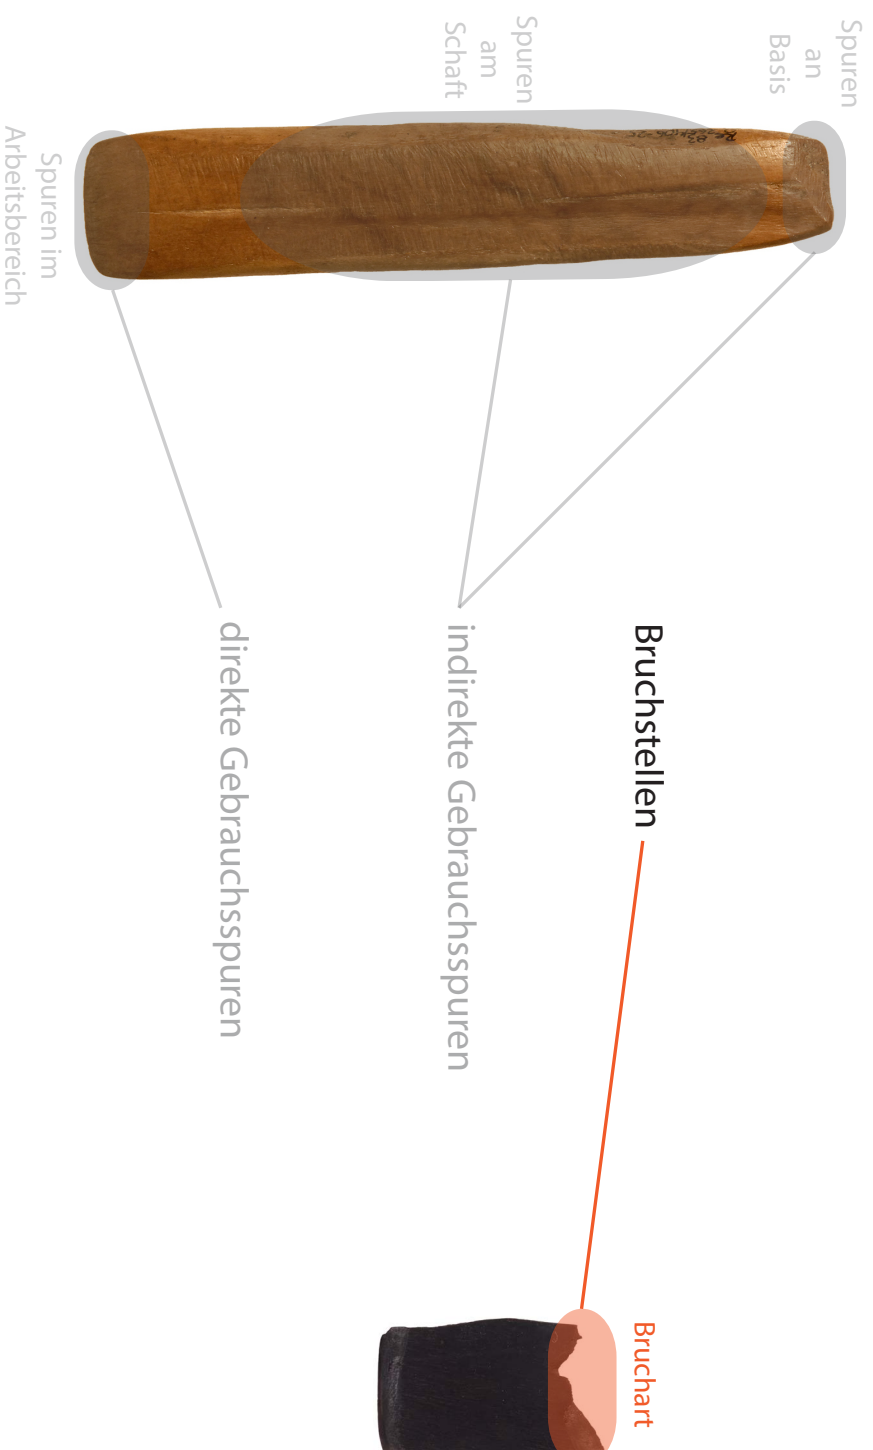 Spuren
an
Basis
Spuren
am
Schaft
Spuren im
Arbeitsbereich
Bruchstellen
indirekte Gebrauchsspuren
direkte Gebrauchsspuren
Bruchart